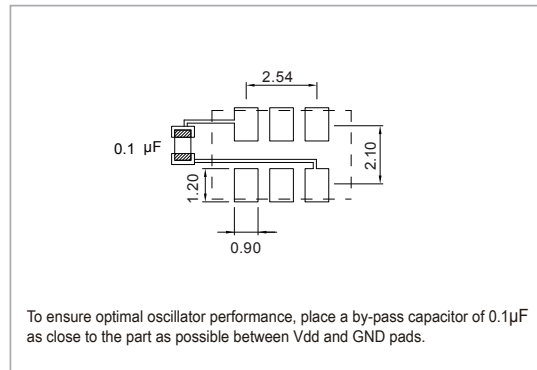 2.54
0.1 µF
2.10
1.20
0.90
To ensure optimal oscillator performance, place a by-pass capacitor of 0.1µF
as close to the part as possible between Vdd and GND pads.